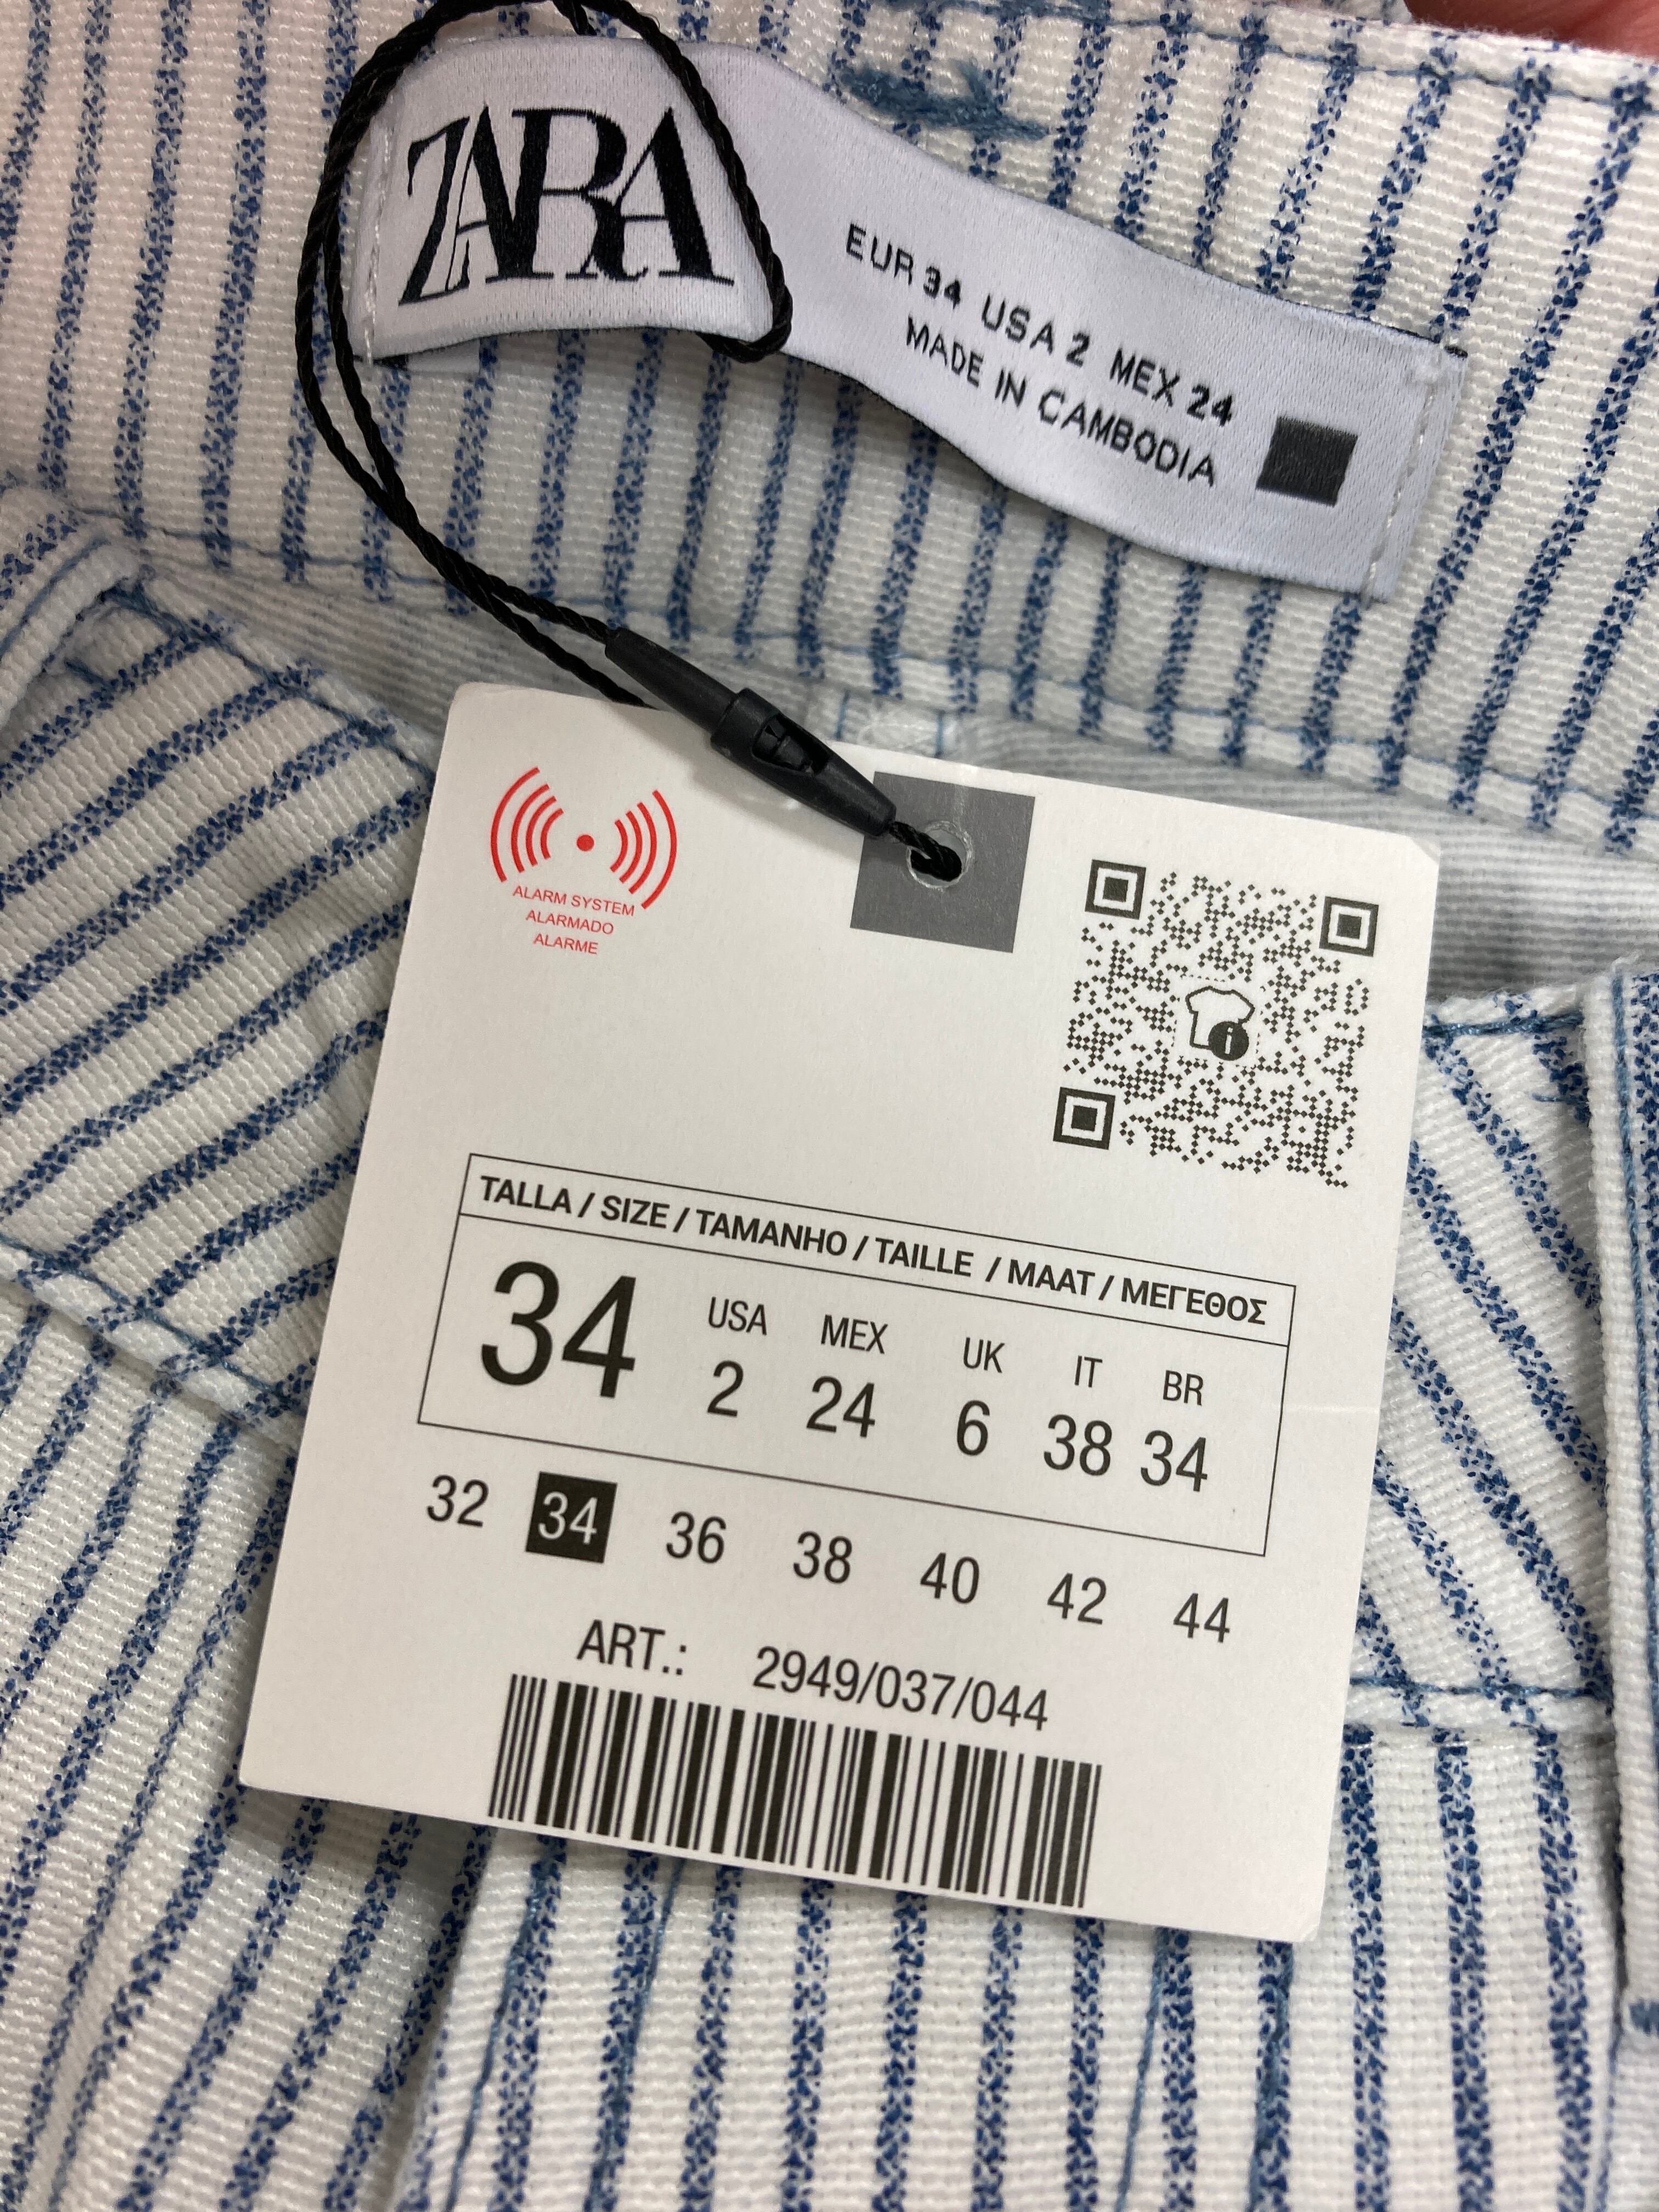 ZARA
EUR 34 USA 2 MEX 24
MADE IN CAMBODIA
ALARM SYSTEM
ALARMADO
ALARME
TALLA / SIZE / TAMANHO / TAILLE / MAAT / ΜΕΓΕΘΟΣ
USA MEX UK IT BR
34 2 24 6 38 34
32 34 36 38 40 42 44
ART.: 2949/037/044